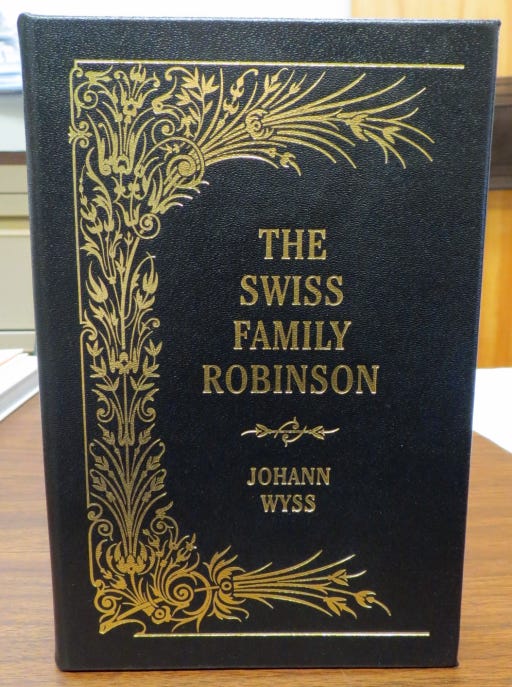 THE
SWISS
FAMILY
ROBINSON
JOHANN
WYSS